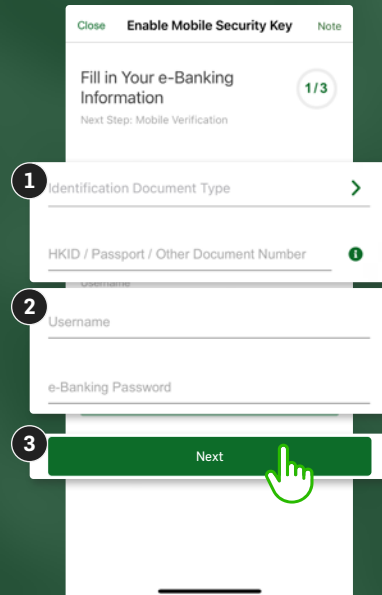 Close Enable Mobile Security Key Note
Fill in Your e-Banking
Information
1/3
Next Step: Mobile Verification
1
Identification Document Type
HKID / Passport / Other Document Number
i
Username
2
Username
e-Banking Password
3
Next